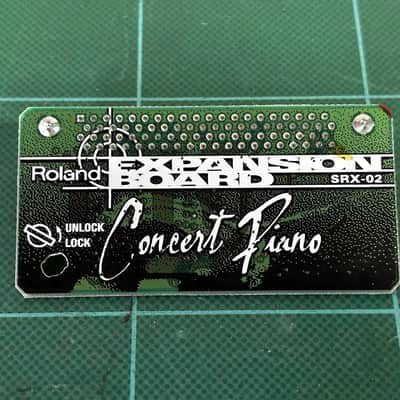 Roland EXPANSION
BOARD SRX-02
UNLOCK
LOCK
Concert Piano